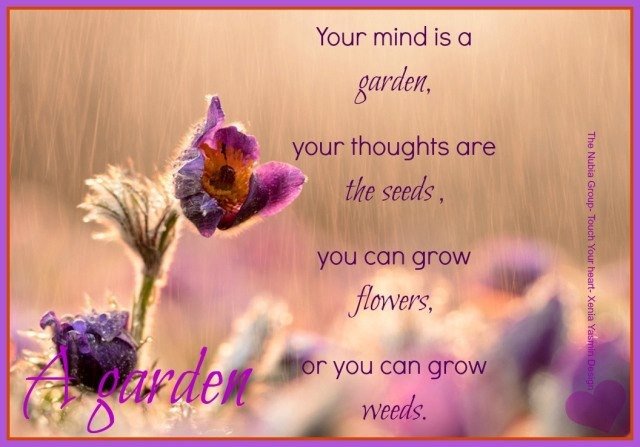 Your mind is a
garden,
your thoughts are
the seeds ,
you can grow
flowers,
or you can grow
weeds.
A garden
The Nubia Group- Touch Your heart- Xenia Yasmin Design